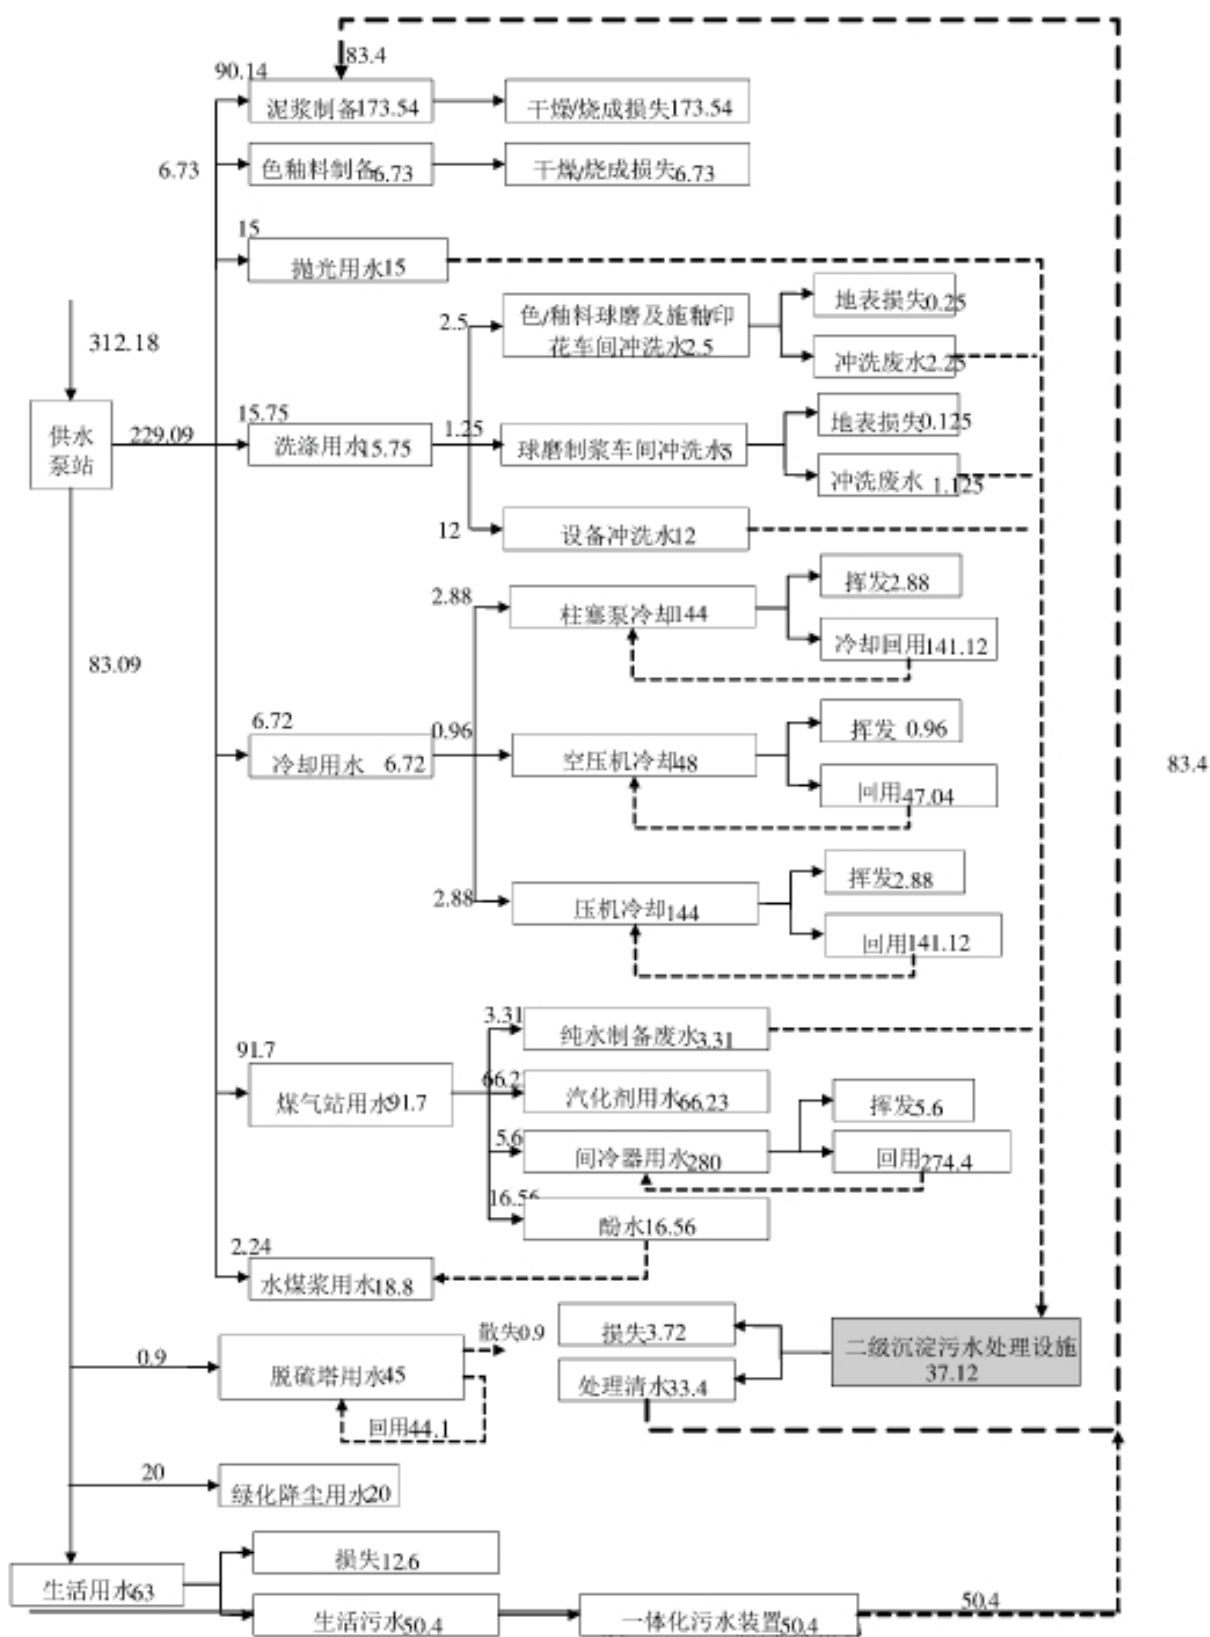 83.4
90.14
泥浆制备173.54
干燥/烧成损失173.54
6.73
色釉料制备6.73
干燥/烧成损失6.73
15
抛光用水15
312.18
供水
泵站
229.09
83.09
15.75
洗涤用水15.75
2.5
色/釉料球磨及施釉印
花车间冲洗水2.5
地表损失0.25
冲洗废水2.25
1.25
球磨制浆车间冲洗水5
地表损失0.125
冲洗废水 1.125
12
设备冲洗水12
6.72
冷却用水 6.72
2.88
柱塞泵冷却144
挥发2.88
冷却回用141.12
0.96
空压机冷却48
挥发 0.96
回用47.04
83.4
2.88
压机冷却144
挥发2.88
回用141.12
91.7
煤气站用水91.7
3.31
纯水制备废水3.31
66.2
汽化剂用水66.23
5.6
间冷器用水280
挥发5.6
回用274.4
16.56
酚水16.56
2.24
水煤浆用水18.8
0.9
脱硫塔用水45
散失0.9
回用44.1
损失3.72
处理清水33.4
二级沉淀污水处理设施
37.12
20
绿化降尘用水20
生活用水63
损失12.6
生活污水50.4
一体化污水装置50.4
50.4